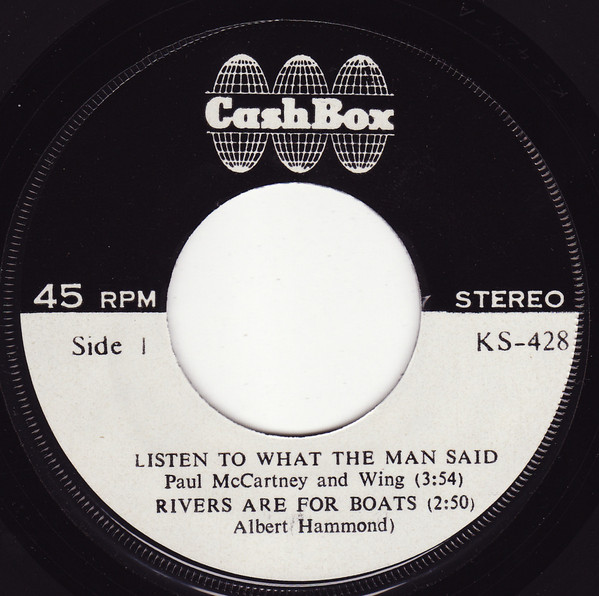 CashBox
45 RPM
STEREO
Side 1
KS-428
LISTEN TO WHAT THE MAN SAID
Paul McCartney and Wing (3:54)
RIVERS ARE FOR BOATS (2:50)
Albert Hammond)